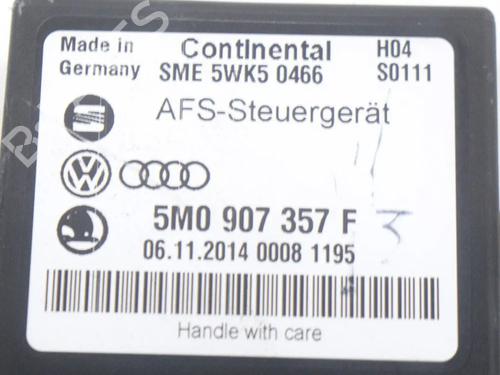 Made in Germany
Continental
SME 5WK5 0466
H04
S0111
AFS-Steuergerät
5M0 907 357 F
06.11.2014 0008 1195
Handle with care